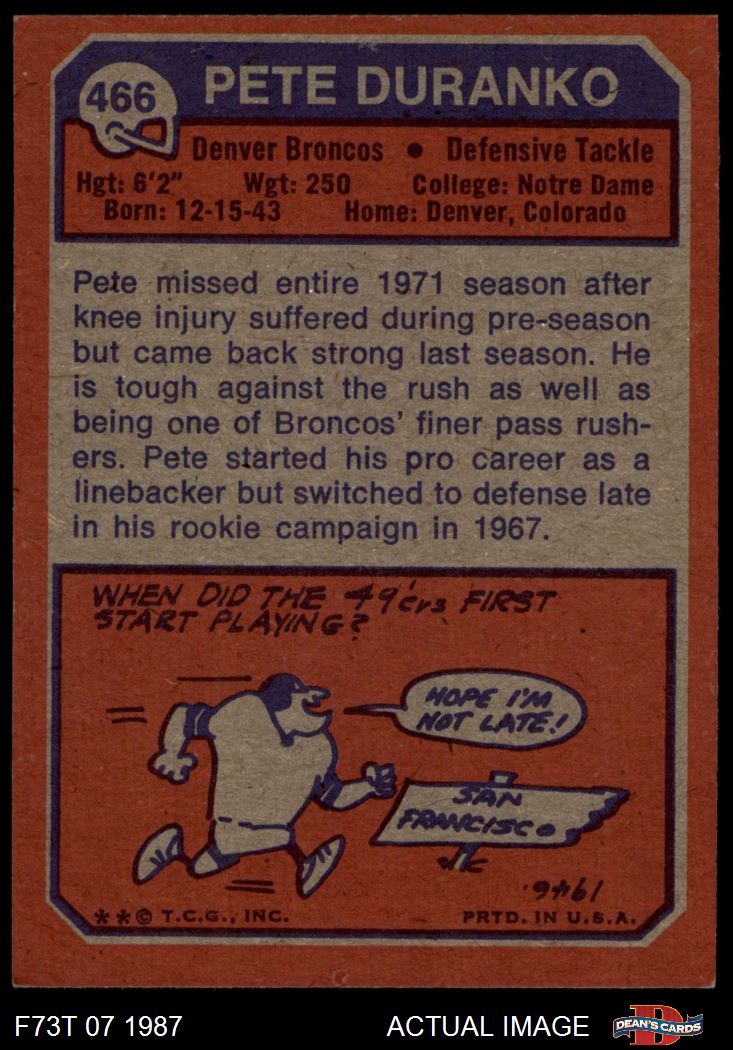 466
PETE DURANKO
Denver Broncos • Defensive Tackle
Hgt: 6'2" Wgt: 250 College: Notre Dame
Born: 12-15-43 Home: Denver, Colorado
Pete missed entire 1971 season after
knee injury suffered during pre-season
but came back strong last season. He
is tough against the rush as well as
being one of Broncos' finer pass rush-
ers. Pete started his pro career as a
linebacker but switched to defense late
in his rookie campaign in 1967.
WHEN DID THE 49'ers FIRST
START PLAYING?
HOPE I'M
NOT LATE!
SAN
FRANCISCO
1946.
**© T.C.G., INC. PRTD. IN U.S.A.
F73T 07 1987 ACTUAL IMAGE
D
DEAN'S CARDS